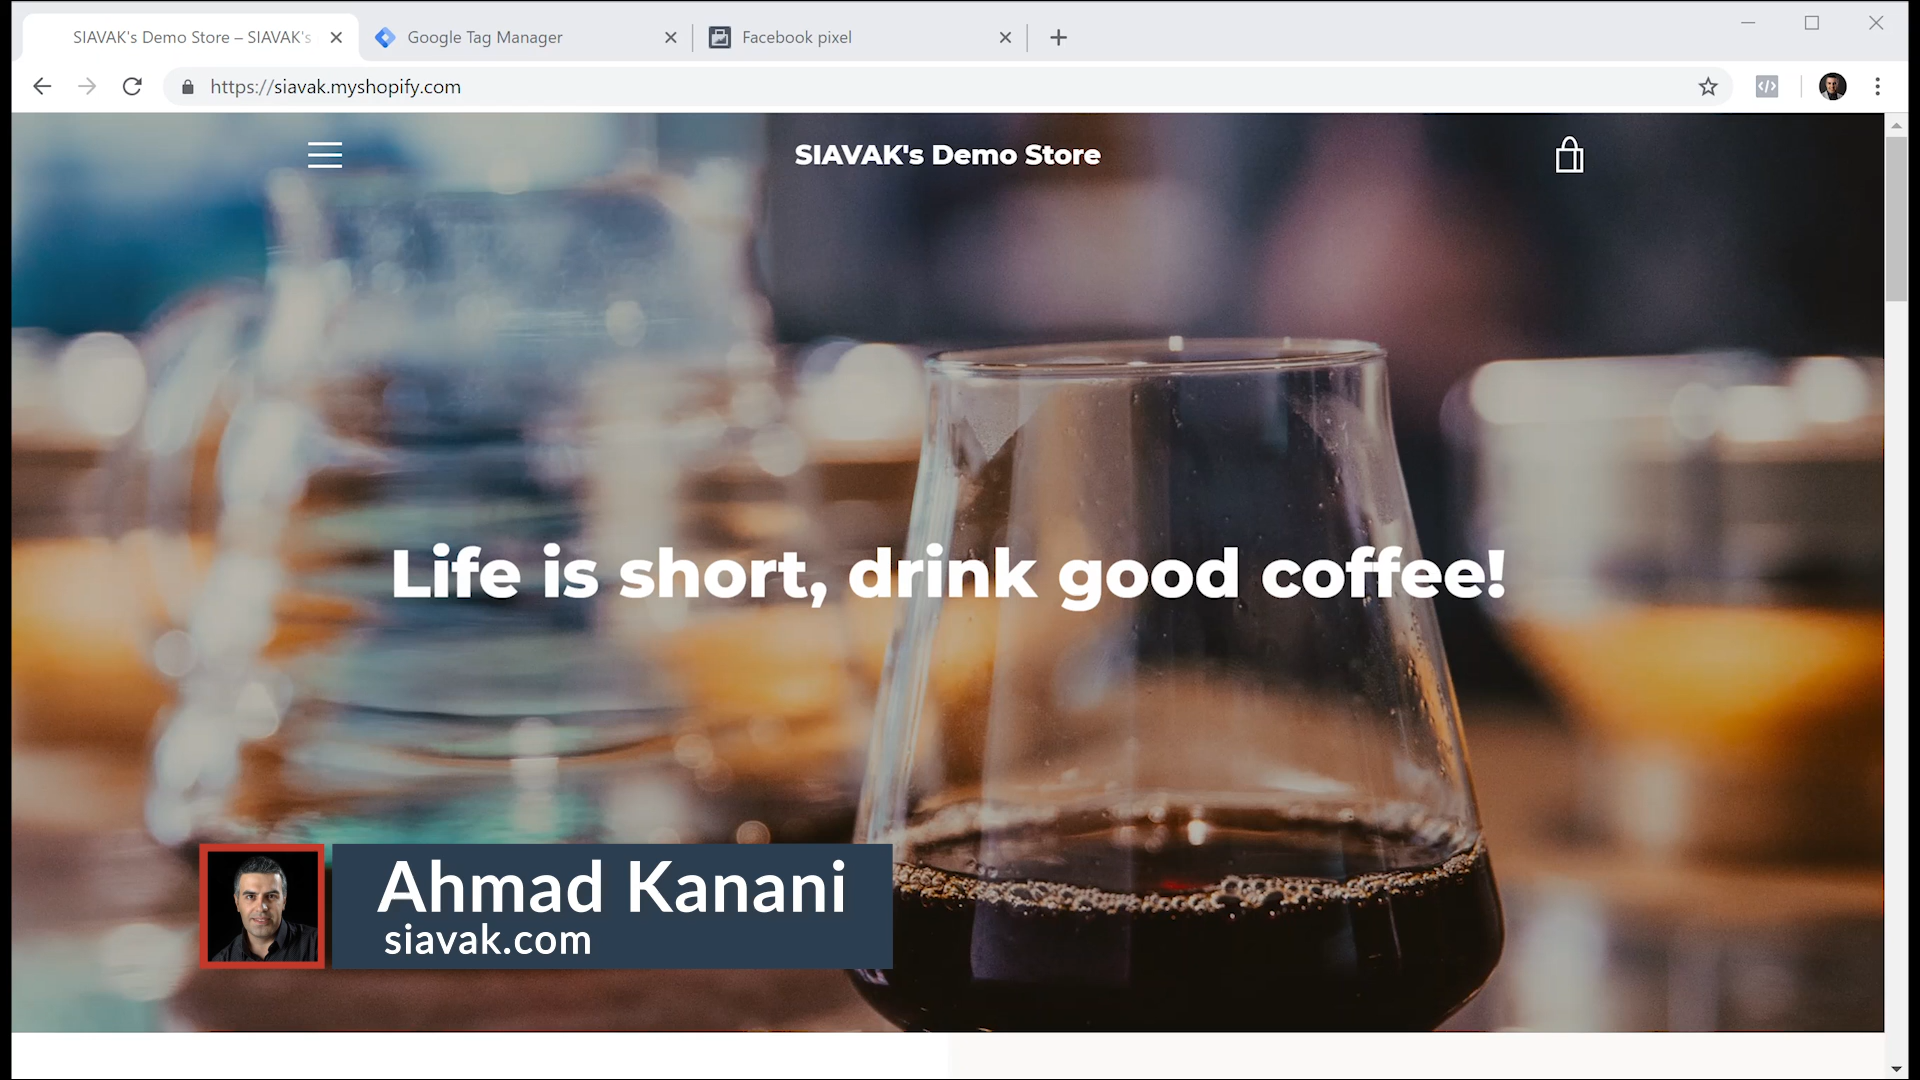 SIAVAK's Demo Store – SIAVAK's
Google Tag Manager
Facebook pixel
https://siavak.myshopify.com
SIAVAK's Demo Store
Life is short, drink good coffee!
Ahmad Kanani
siavak.com